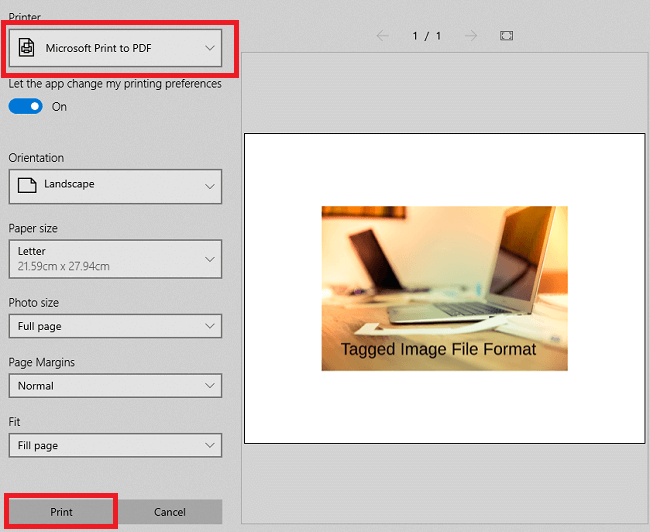 Printer
Microsoft Print to PDF
Let the app change my printing preferences
On
Orientation
Landscape
Paper size
Letter
21.59cm x 27.94cm
Photo size
Full page
Page Margins
Normal
Fit
Fill page
Print Cancel
1 / 1
Tagged Image File Format